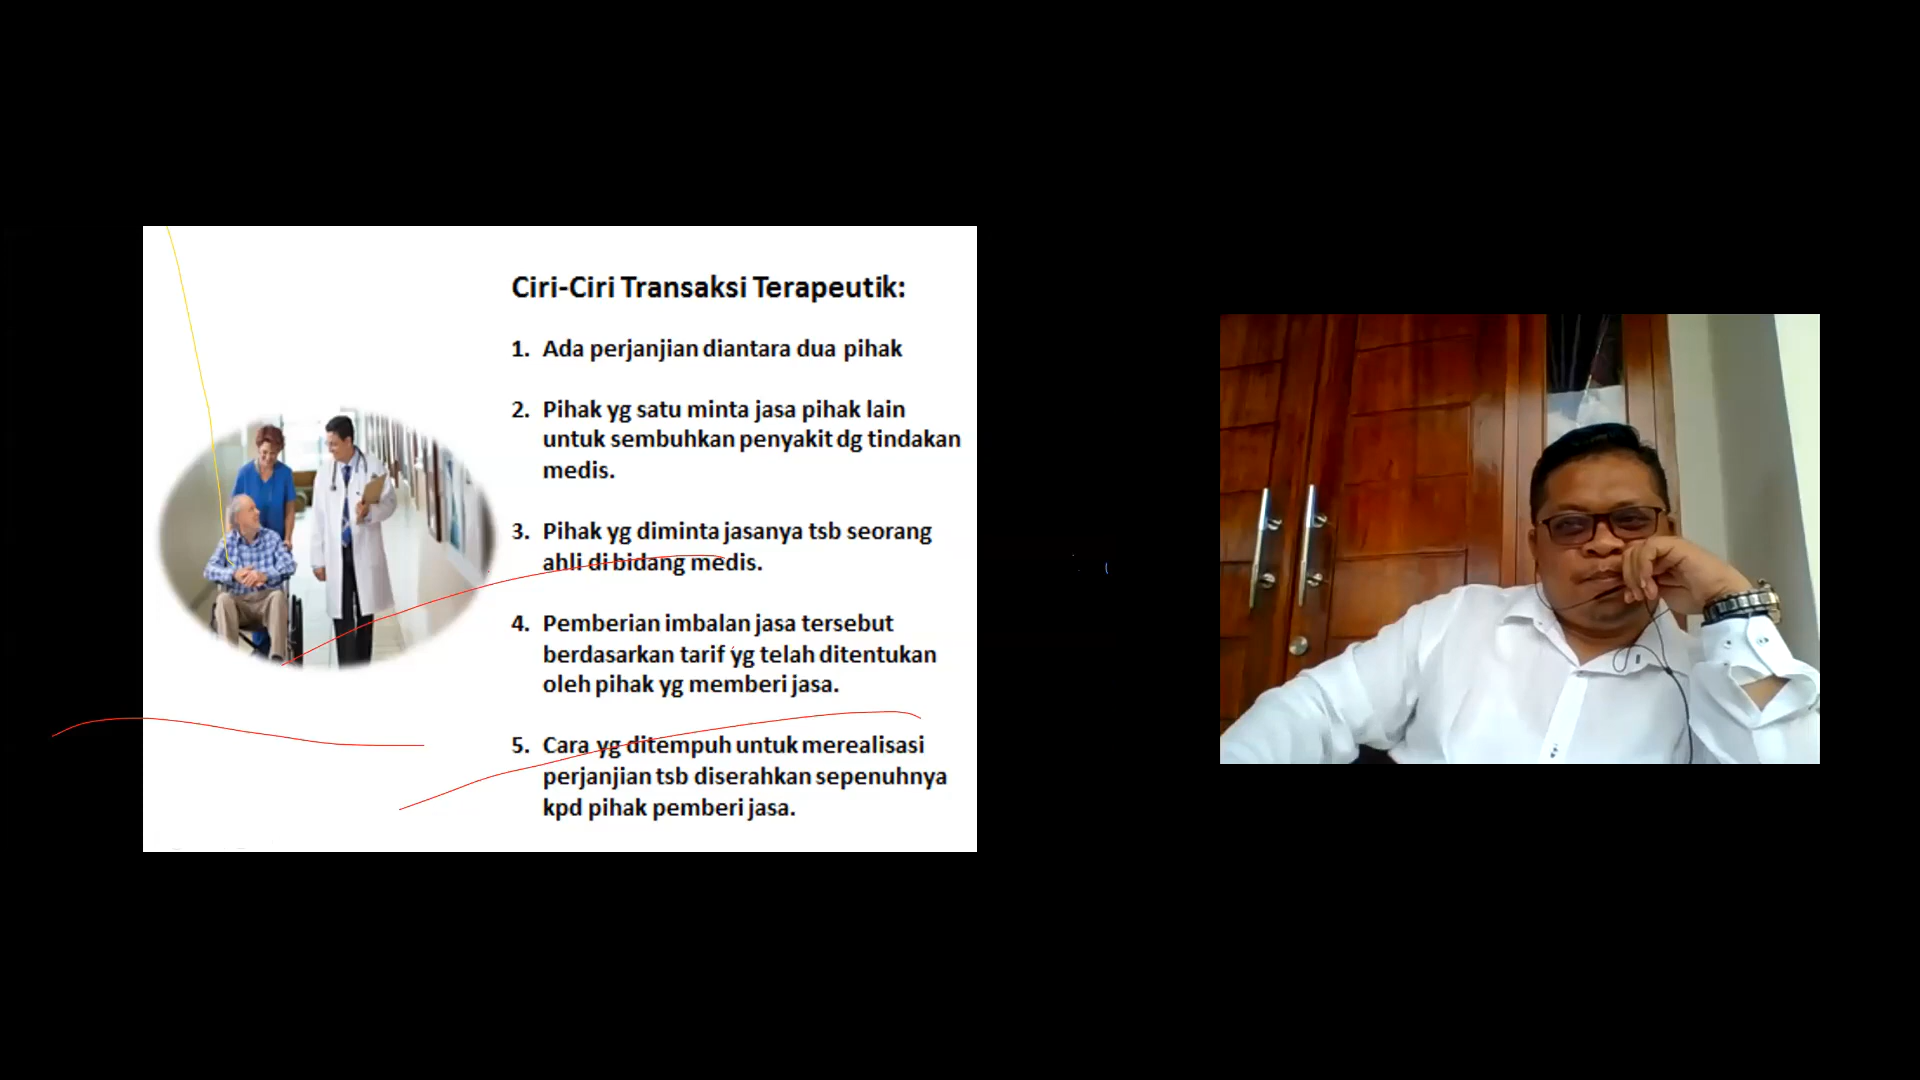 Ciri-Ciri Transaksi Terapeutik:
1. Ada perjanjian diantara dua pihak
2. Pihak yg satu minta jasa pihak lain
untuk sembuhkan penyakit dg tindakan
medis.
3. Pihak yg diminta jasanya tsb seorang
ahli di bidang medis.
4. Pemberian imbalan jasa tersebut
berdasarkan tarif yg telah ditentukan
oleh pihak yg memberi jasa.
5. Cara yg ditempuh untuk merealisasi
perjanjian tsb diserahkan sepenuhnya
kpd pihak pemberi jasa.